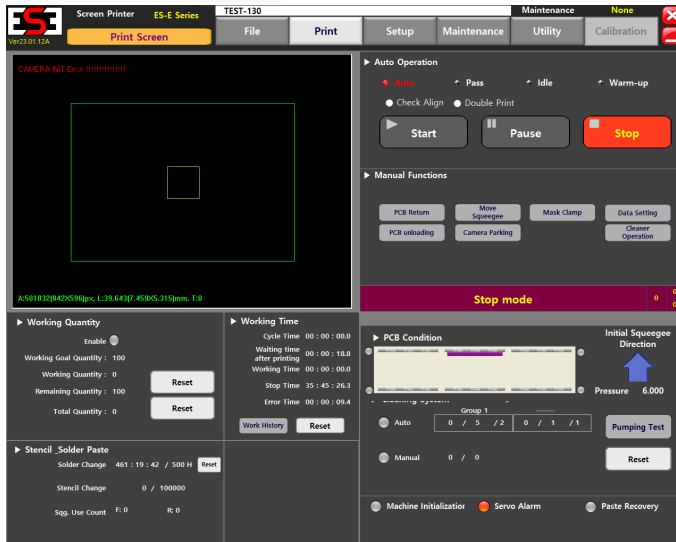 ESE
Ver23.01.12A
Screen Printer ES-E Series
Print Screen
TEST-130
Maintenance None
File Print Setup Maintenance Utility Calibration
CAMERA INIT Error !!!!!!!!!!!!!!!
A:501832(842X596)px, L:39.643(7.459X5.315)mm, T:0
Auto Operation
Auto Pass Idle Warm-up
Check Align Double Print
Start Pause Stop
Manual Functions
PCB Return Move Squeegee Mask Clamp Data Setting
PCB unloading Camera Parking Cleaner Operation
Stop mode 0
Working Quantity
Enable
Working Goal Quantity : 100
Working Quantity : 0
Reset
Remaining Quantity : 100
Total Quantity : 0
Reset
Working Time
Cycle Time 00 : 00 : 00.0
Waiting time after printing 00 : 00 : 18.8
Working Time 00 : 00 : 00.0
Stop Time 35 : 45 : 26.3
Error Time 00 : 00 : 09.4
Work History Reset
PCB Condition
Initial Squeegee
Direction
Pressure 6.000
Group 1 -------
Auto 0 / 5 / 2 0 / 1 / 1
Pumping Test
Manual 0 / 0
Reset
Stencil _Solder Paste
Solder Change 461 : 19 : 42 / 500 H Reset
Stencil Change 0 / 100000
Sqg. Use Count F: 0 R: 0
Machine Initialization Servo Alarm Paste Recovery